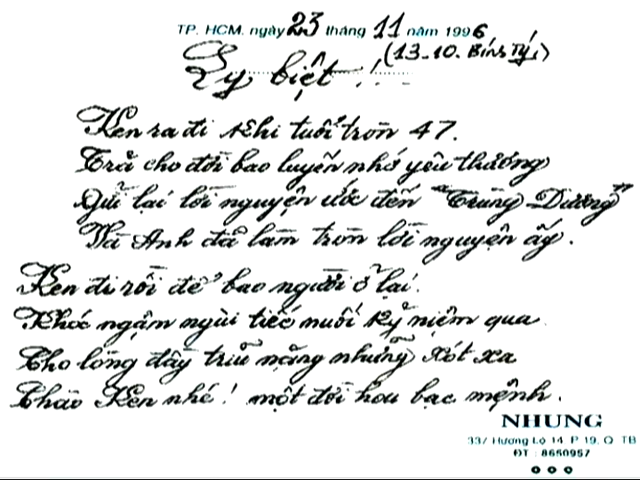 TP. HCM. ngày 23 tháng 11 năm 1996
(13-10. Bính Tý)
Ly biệt !!
Ken ra đi khi tuổi tròn 47.
Trả cho đời bao luyến nhớ yêu thương
Gửi lại lời nguyện ước đến "Trùng Dương"
Và Anh đã làm tròn lời nguyện ấy.
Ken đi rồi để bao người ở lại.
Khóc ngậm ngùi tiếc nuối kỷ niệm qua
Cho lòng đầy trĩu nặng những xót xa
Chào Ken nhé! một đời hoa bạc mệnh.
NHUNG
337 Hương Lộ 14 P 19, Q TB
ĐT : 8650957